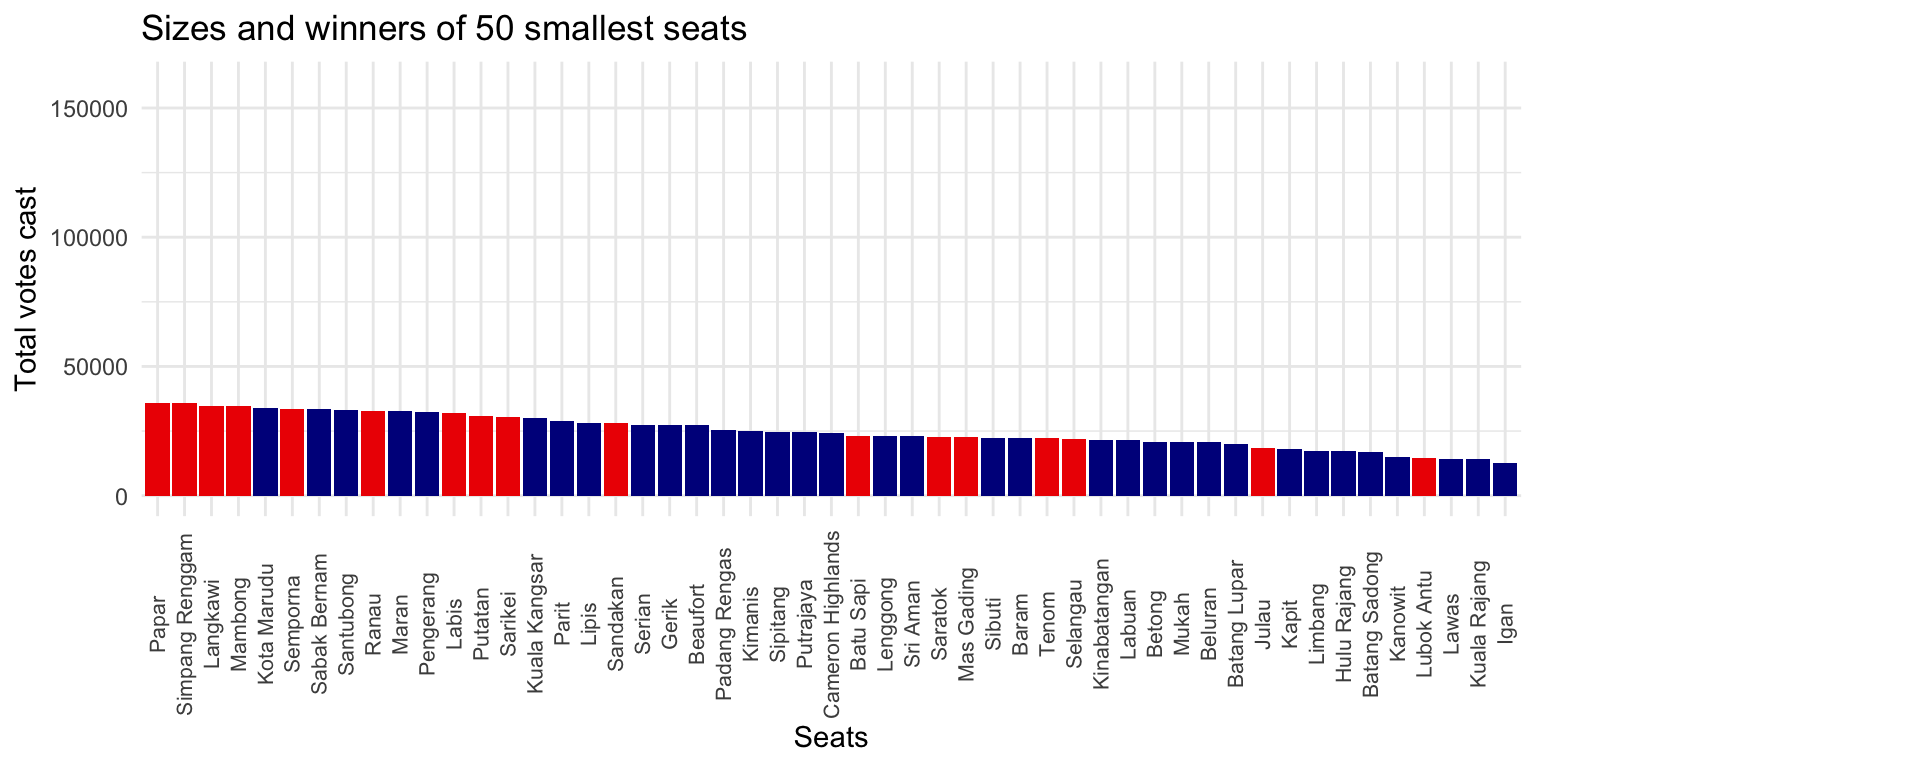 Sizes and winners of 50 smallest seats
Total votes cast
150000
100000
50000
0
Papar
Simpang Renggam
Langkawi
Mambong
Kota Marudu
Semporna
Sabak Bernam
Santubong
Ranau
Maran
Pengerang
Labis
Putatan
Sarikei
Kuala Kangsar
Parit
Lipis
Sandakan
Serian
Gerik
Beaufort
Padang Rengas
Kimanis
Sipitang
Putrajaya
Cameron Highlands
Batu Sapi
Lenggong
Sri Aman
Saratok
Mas Gading
Sibuti
Baram
Tenom
Selangau
Kinabatangan
Labuan
Betong
Mukah
Beluran
Batang Lupar
Julau
Kapit
Limbang
Hulu Rajang
Batang Sadong
Kanowit
Lubok Antu
Lawas
Kuala Rajang
Igan
Seats